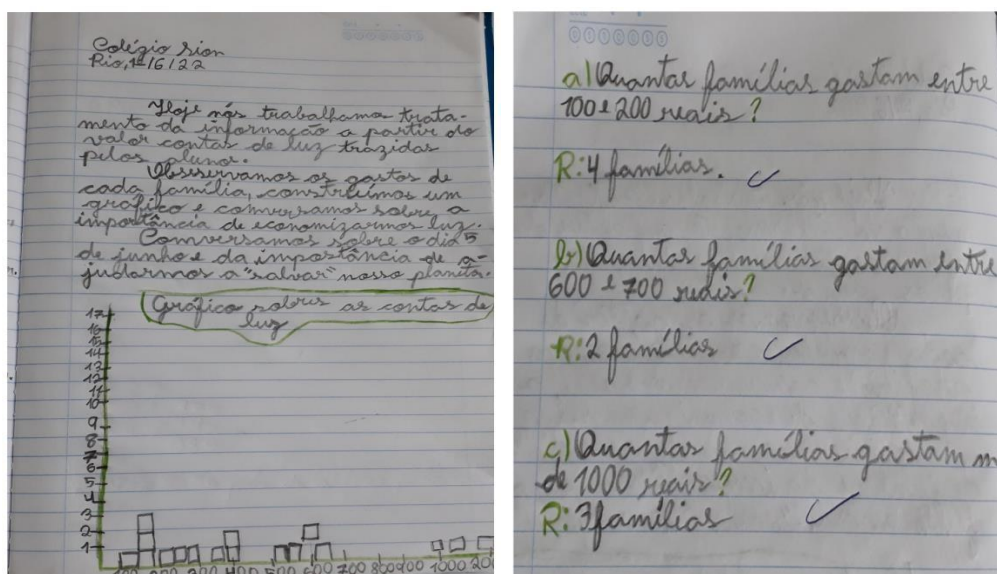 Colégio Sion
Rio, 1-16/22
Hoje nós trabalhamos trata-
mento da informação a partir do
valor contas de luz trazidas
pelos alunos.
Observamos os gastos de
cada família, construímos um
gráfico e conversamos sobre a
importância de economizarmos luz.
Conversamos sobre o dia 5
de junho e da importância de a-
judarmos a "salvar" nosso planeta.
Gráfico sobre as contas de
luz
17
16
15
14
13
12
11
10
9
8
7
6
5
4
3
2
1
100 200 300 400 500 600 700 800 900 1000 200
a) Quantas famílias gastam entre
100 e 200 reais?
R: 4 famílias.
b) Quantas famílias gastam entre
600 e 700 reais?
R: 2 famílias
c) Quantas famílias gastam m
de 1000 reais?
R: 3 famílias